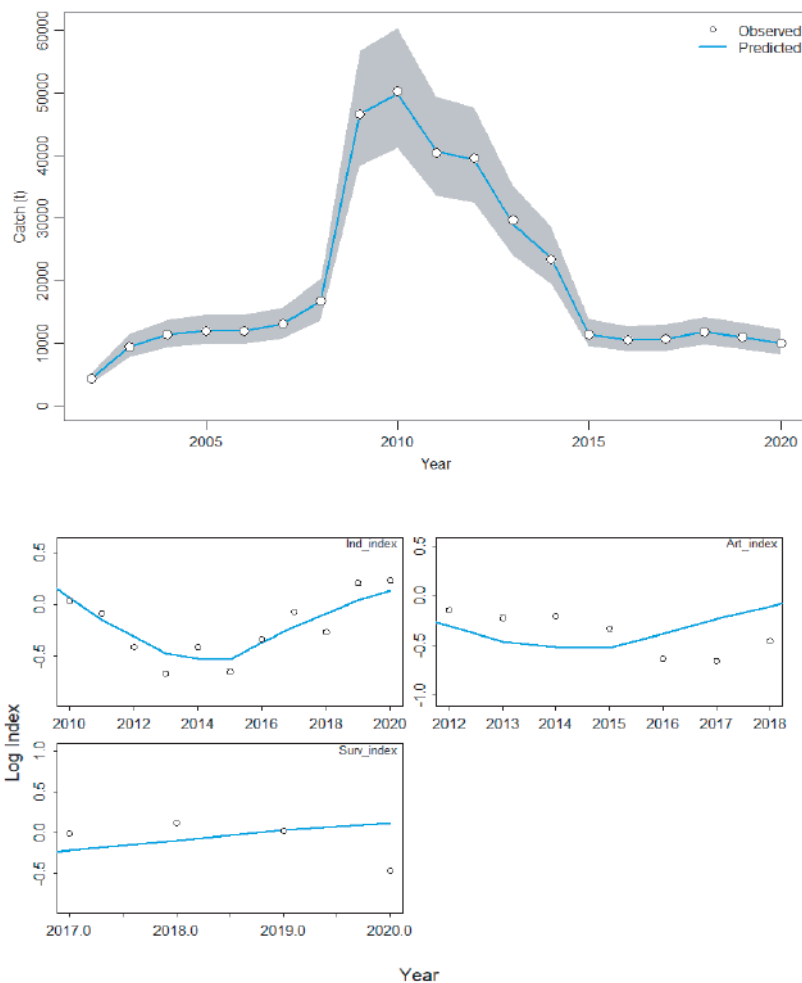 60000
50000
40000
30000
20000
10000
0
Catch (t)
Observed
Predicted
2005 2010 2015 2020
Year
Ind_index
0.5
0.0
-0.5
2010 2012 2014 2016 2018 2020
Art_index
0.5
0.0
-0.5
-1.0
2012 2013 2014 2015 2016 2017 2018
Log Index
Surv_index
1.0
0.5
0.0
-0.5
2017.0 2018.0 2019.0 2020.0
Year